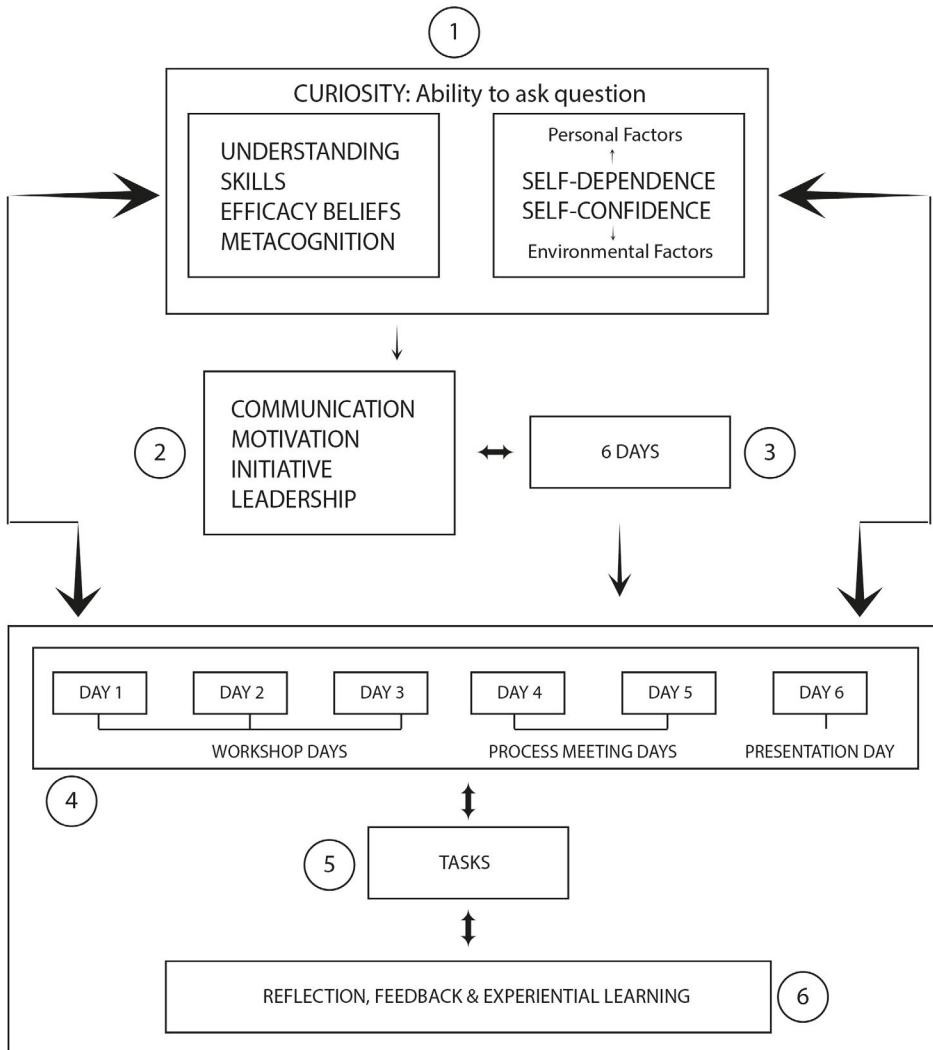 1
CURIOSITY: Ability to ask question
UNDERSTANDING
SKILLS
EFFICACY BELIEFS
METACOGNITION
Personal Factors
SELF-DEPENDENCE
SELF-CONFIDENCE
Environmental Factors
2
COMMUNICATION
MOTIVATION
INITIATIVE
LEADERSHIP
6 DAYS
3
DAY 1
DAY 2
DAY 3
DAY 4
DAY 5
DAY 6
WORKSHOP DAYS
PROCESS MEETING DAYS
PRESENTATION DAY
4
5
TASKS
REFLECTION, FEEDBACK & EXPERIENTIAL LEARNING
6